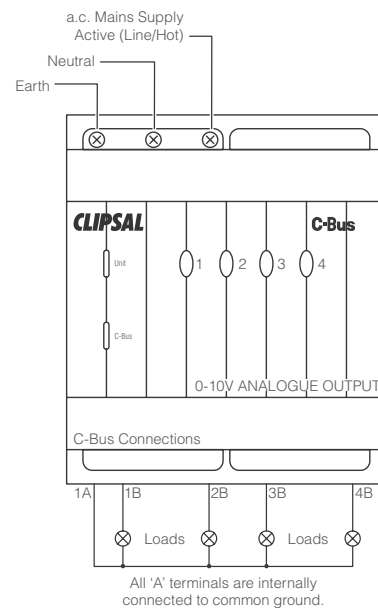 a.c. Mains Supply
Active (Line/Hot)
Neutral
Earth
CLIPSAL
C-Bus
Unit
1 2 3 4
C-Bus
0-10V ANALOGUE OUTPUT
C-Bus Connections
1A 1B 2B 3B 4B
Loads Loads
All 'A' terminals are internally
connected to common ground.